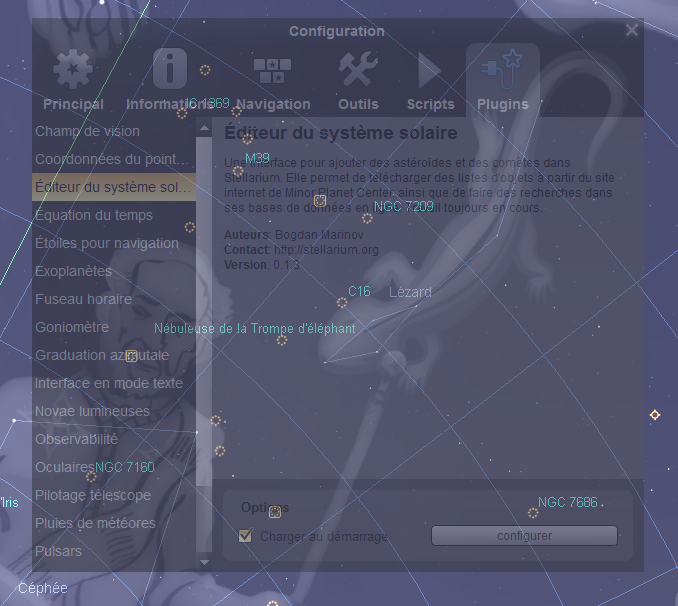 Configuration
Principal Informations Navigation Outils Scripts Plugins
IC 1369
Champ de vision
Coordonnées du point...
Éditeur du système sol...
Équation du temps
Étoiles pour navigation
Exoplanètes
Fuseau horaire
Goniomètre
Graduation azimutale
Interface en mode texte
Novae lumineuses
Observabilité
Oculaires
Pilotage télescope
Pluies de météores
Pulsars
Éditeur du système solaire
M39
Une interface pour ajouter des astéroïdes et des comètes dans
Stellarium. Elle permet de télécharger des listes d'objets à partir du site
internet de Minor Planet Center, ainsi que de faire des recherches dans
ses bases de données en ligne. Travail toujours en cours.
NGC 7209
Auteurs: Bogdan Marinov
Contact: http://stellarium.org
Version: 0.1.3
C16
Lézard
Nébuleuse de la Trompe d'éléphant
NGC 7160
'Iris
NGC 7686
Options
Charger au démarrage
configurer
Céphée